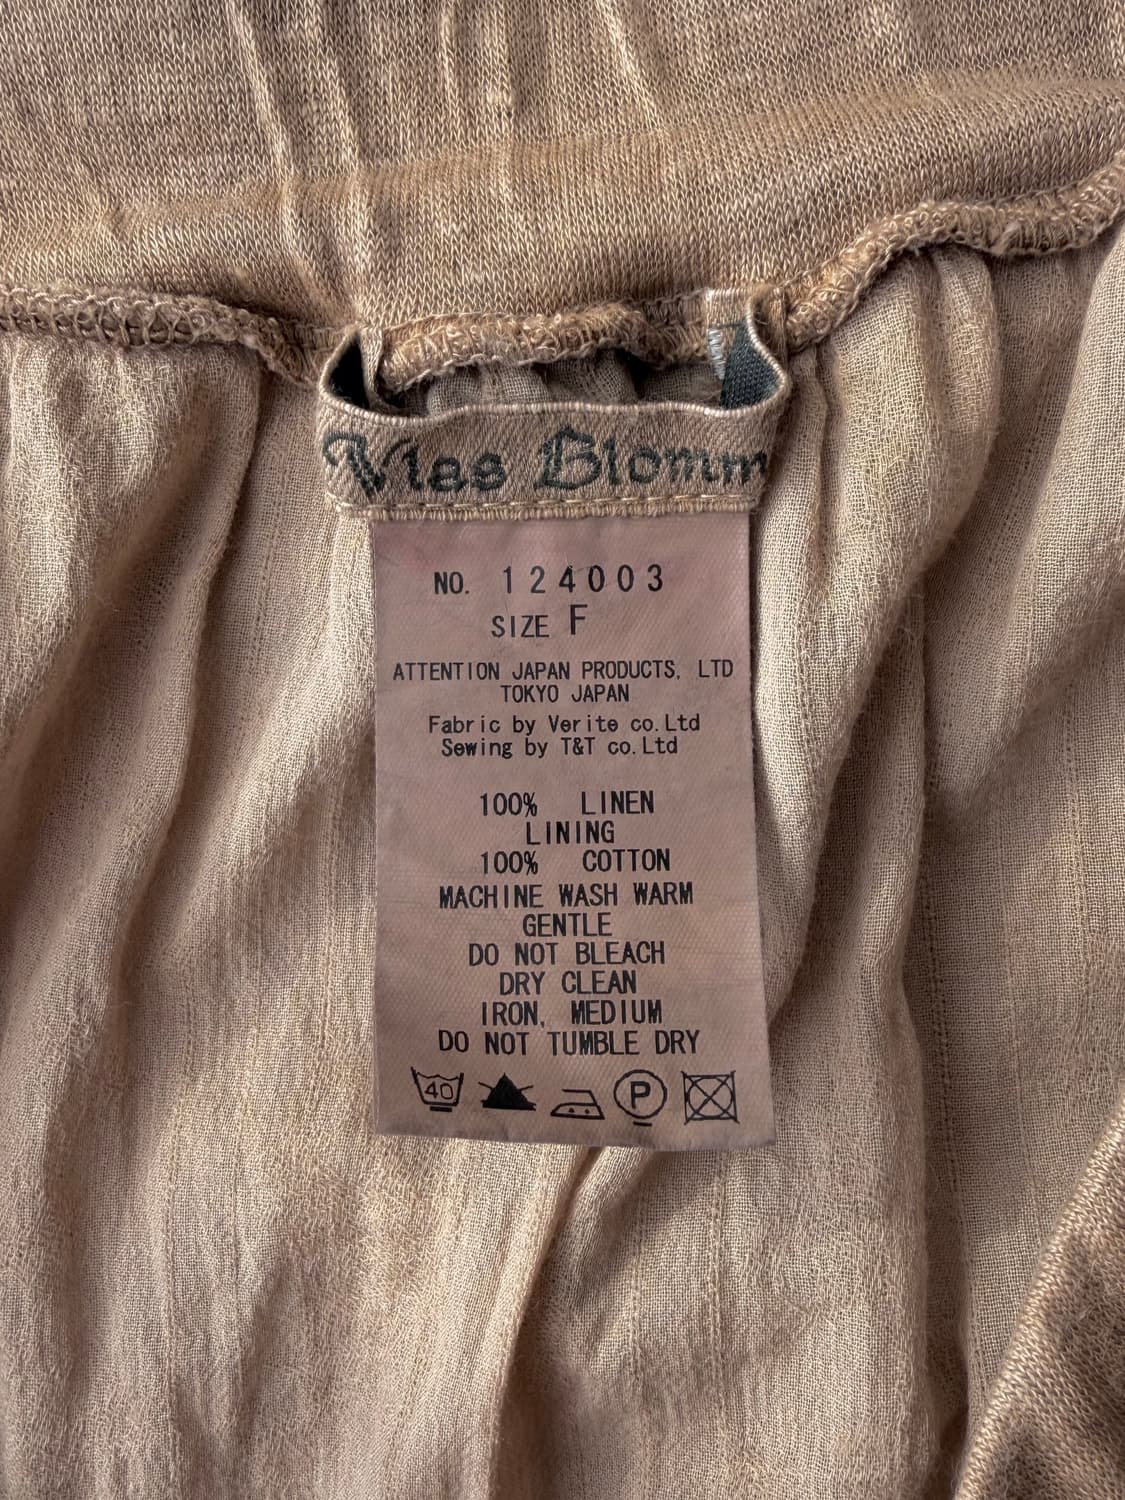 Vlas Blomm
NO. 124003
SIZE F
ATTENTION JAPAN PRODUCTS, LTD
TOKYO JAPAN
Fabric by Verite co.Ltd
Sewing by T&T co.Ltd
100% LINEN
LINING
100% COTTON
MACHINE WASH WARM
GENTLE
DO NOT BLEACH
DRY CLEAN
IRON, MEDIUM
DO NOT TUMBLE DRY
40 P